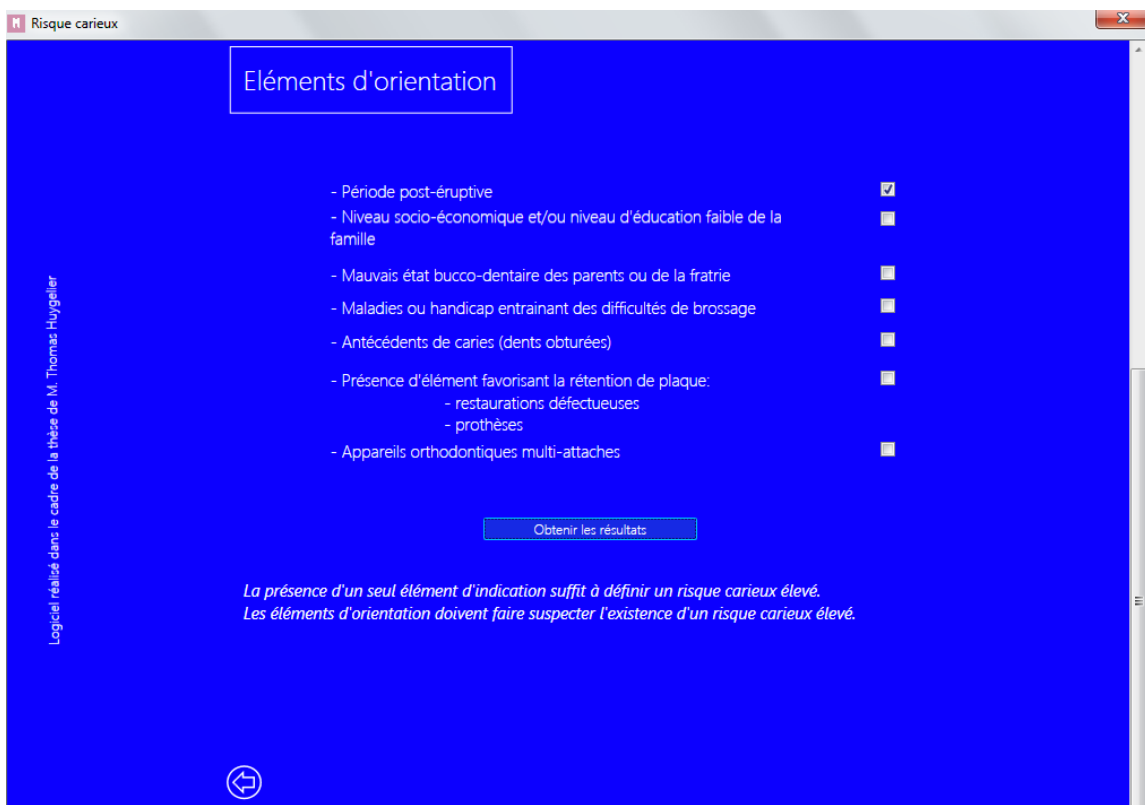 Risque carieux
Eléments d'orientation
- Période post-éruptive
- Niveau socio-économique et/ou niveau d'éducation faible de la
famille
- Mauvais état bucco-dentaire des parents ou de la fratrie
- Maladies ou handicap entrainant des difficultés de brossage
- Antécédents de caries (dents obturées)
- Présence d'élément favorisant la rétention de plaque:
- restaurations défectueuses
- prothèses
- Appareils orthodontiques multi-attaches
Obtenir les résultats
La présence d'un seul élément d'indication suffit à définir un risque carieux élevé.
Les éléments d'orientation doivent faire suspecter l'existence d'un risque carieux élevé.
Logiciel réalisé dans le cadre de la thèse de M. Thomas Huygelier